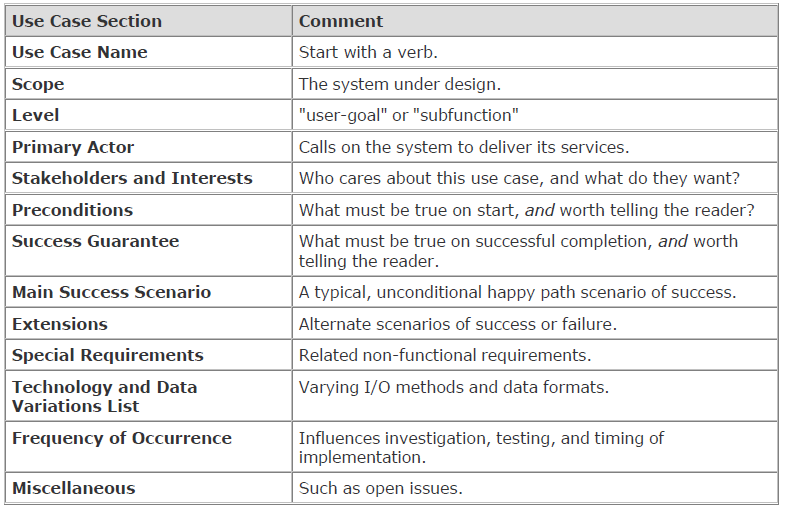 Use Case Section Comment
Use Case Name Start with a verb.
Scope The system under design.
Level "user-goal" or "subfunction"
Primary Actor Calls on the system to deliver its services.
Stakeholders and Interests Who cares about this use case, and what do they want?
Preconditions What must be true on start, and worth telling the reader?
Success Guarantee What must be true on successful completion, and worth
telling the reader.
Main Success Scenario A typical, unconditional happy path scenario of success.
Extensions Alternate scenarios of success or failure.
Special Requirements Related non-functional requirements.
Technology and Data Varying I/O methods and data formats.
Variations List
Frequency of Occurrence Influences investigation, testing, and timing of
implementation.
Miscellaneous Such as open issues.